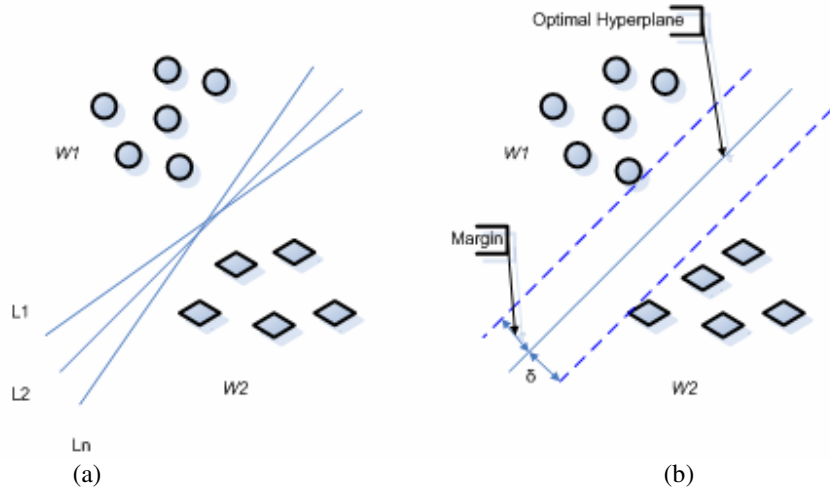 W1
L1
L2
W2
Ln
(a)
Optimal Hyperplane
W1
Margin
δ
W2
(b)